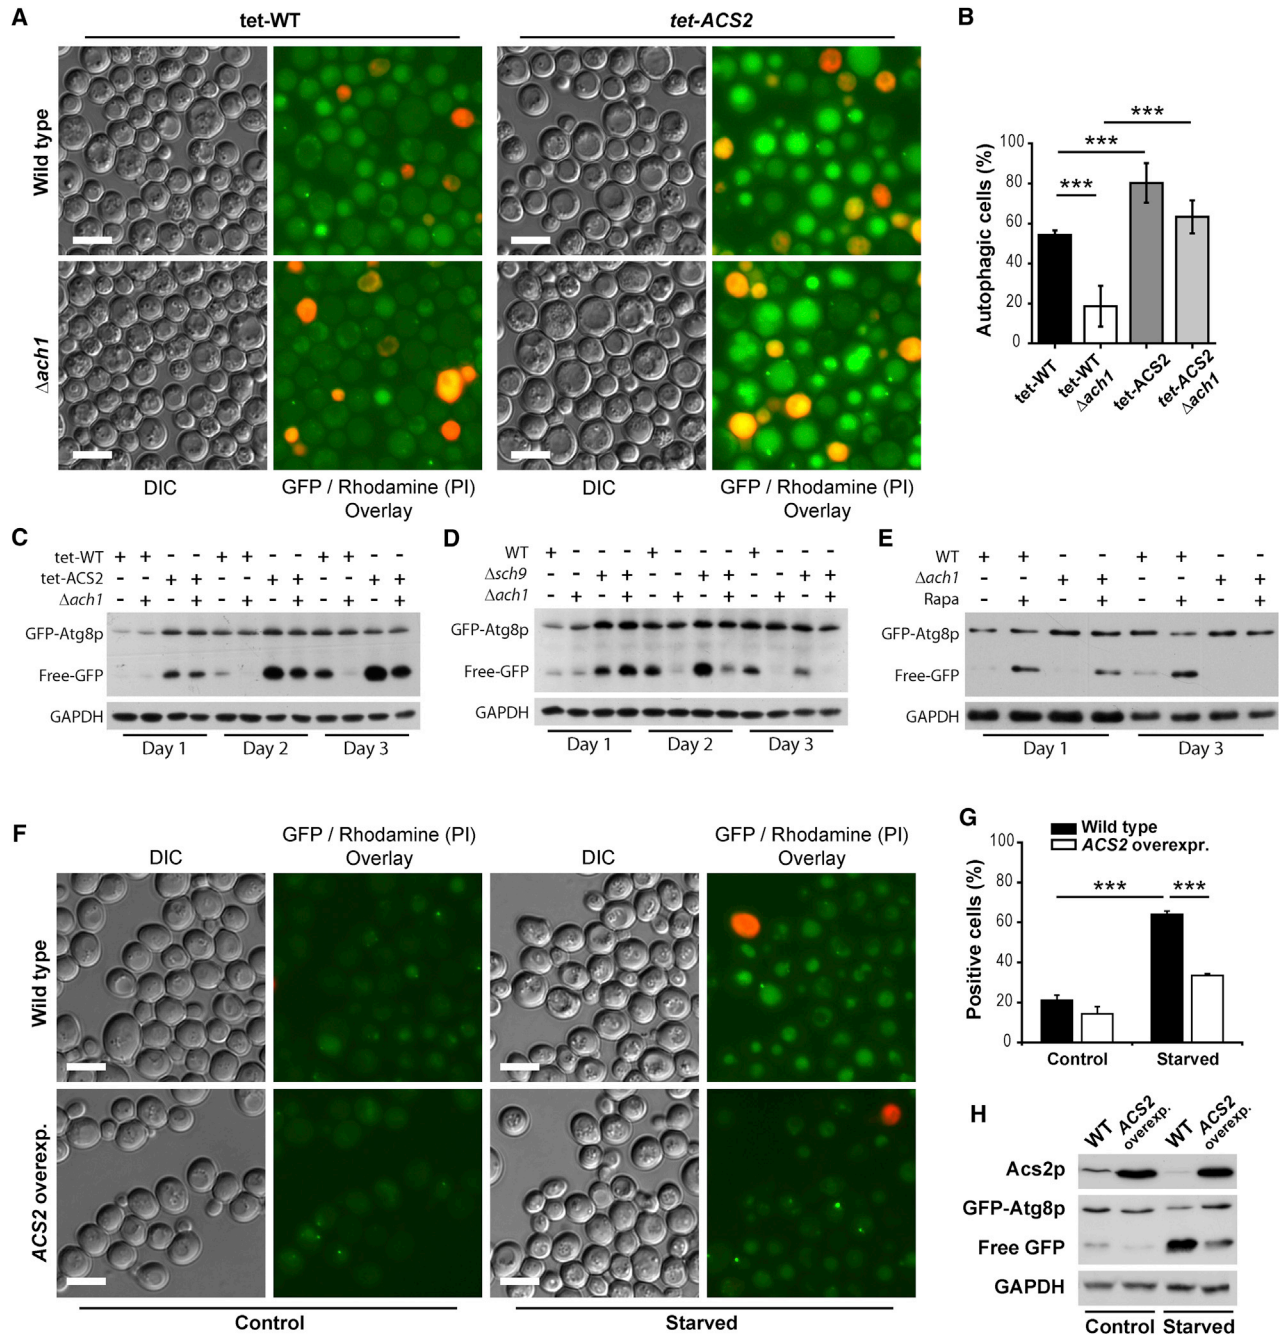 A
tet-WT
tet-ACS2
Wild type
Δach1
DIC
GFP / Rhodamine (PI)
Overlay
DIC
GFP / Rhodamine (PI)
Overlay
B
Autophagic cells (%)
100
80
60
40
20
0
***
***
***
tet-WT
tet-WT
Δach1
tet-ACS2
tet-ACS2
Δach1
C
tet-WT + + - - + + - - + + - -
tet-ACS2 - - + + - - + + - - + +
Δach1 - + - + - + - + - + - +
GFP-Atg8p
Free-GFP
GAPDH
Day 1 Day 2 Day 3
D
WT + - - - + - - - + - - -
Δsch9 - - + + - - + + - - + +
Δach1 - + - + - + - + - + - +
GFP-Atg8p
Free-GFP
GAPDH
Day 1 Day 2 Day 3
E
WT + + - - + + - -
Δach1 - - + + - - + +
Rapa - + - + - + - +
GFP-Atg8p
Free-GFP
GAPDH
Day 1 Day 3
F
DIC
GFP / Rhodamine (PI)
Overlay
DIC
GFP / Rhodamine (PI)
Overlay
Wild type
ACS2 overexp.
Control
Starved
G
Wild type
ACS2 overexpr.
Positive cells (%)
100
80
60
40
20
0
***
***
Control
Starved
H
WT
ACS2
overexp.
WT
ACS2
overexp.
Acs2p
GFP-Atg8p
Free GFP
GAPDH
Control Starved